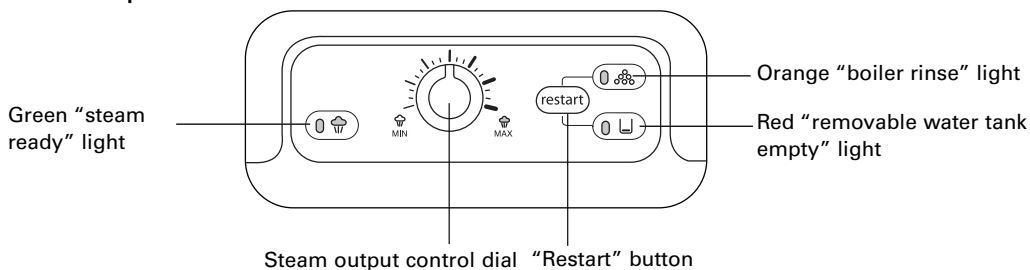 Orange “boiler rinse” light
restart
Green “steam
ready” light
MIN
MAX
Red “removable water tank
empty” light
Steam output control dial
“Restart” button